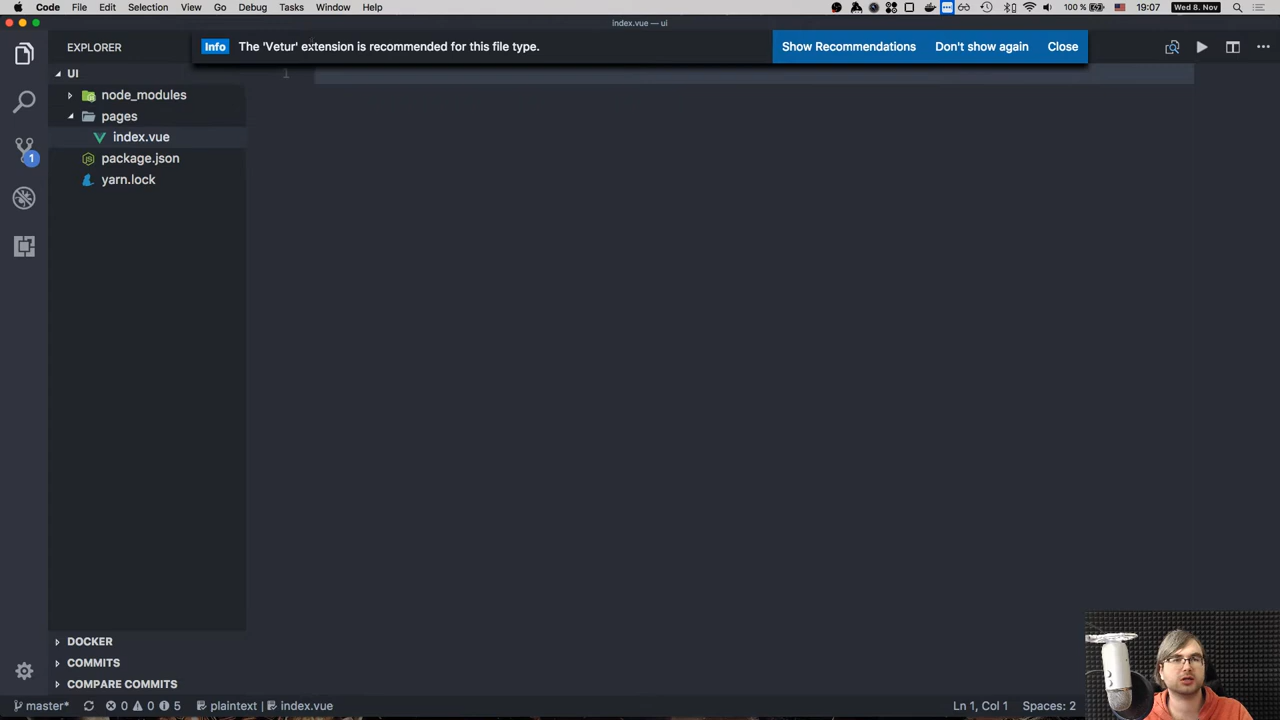 Code File Edit Selection View Go Debug Tasks Window Help 100 % Wed 8. Nov 19:07
index.vue — ui
EXPLORER
Info The 'Vetur' extension is recommended for this file type. Show Recommendations Don't show again Close
UI
1
node_modules
pages
index.vue
1
package.json
yarn.lock
DOCKER
COMMITS
COMPARE COMMITS
master* 0 0 5 plaintext index.vue Ln 1, Col 1 Spaces: 2